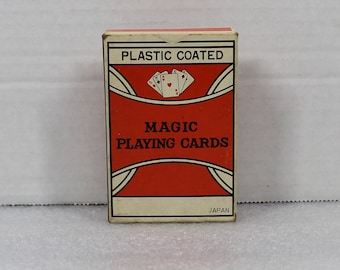 PLASTIC COATED
MAGIC
PLAYING CARDS
JAPAN